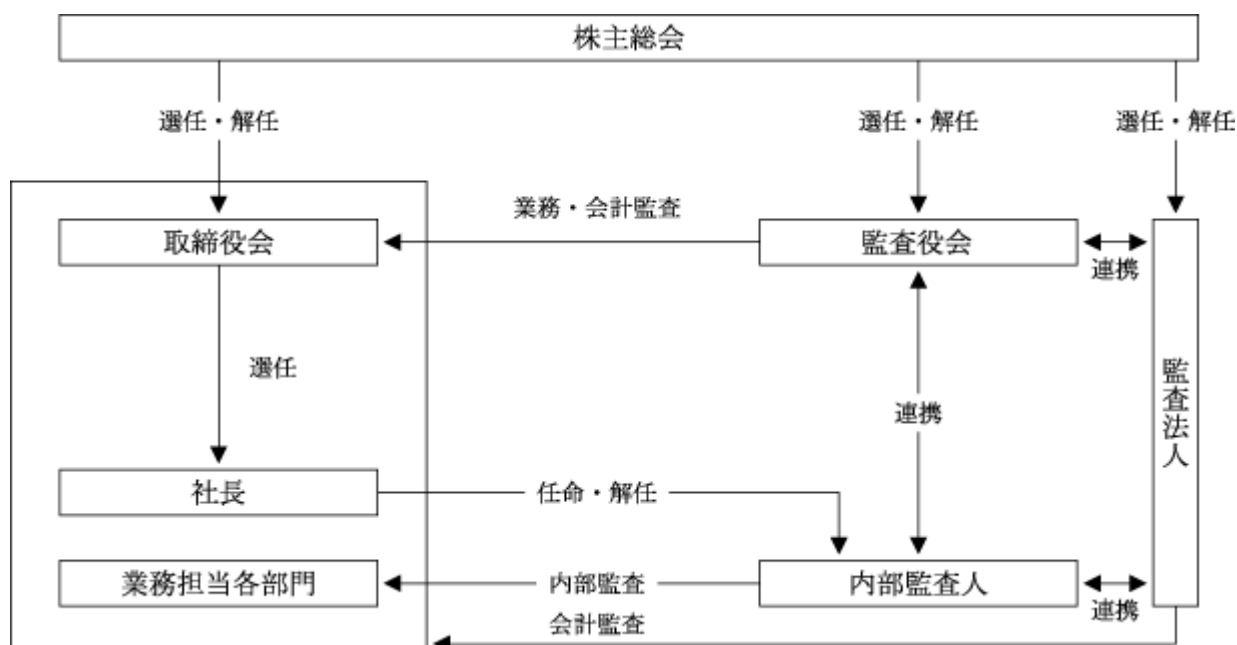 株主総会
選任・解任
選任・解任
選任・解任
業務・会計監査
取締役会
監査役会
連携
選任
監査法人
連携
社長
任命・解任
業務担当各部門
内部監査
内部監査人
連携
会計監査